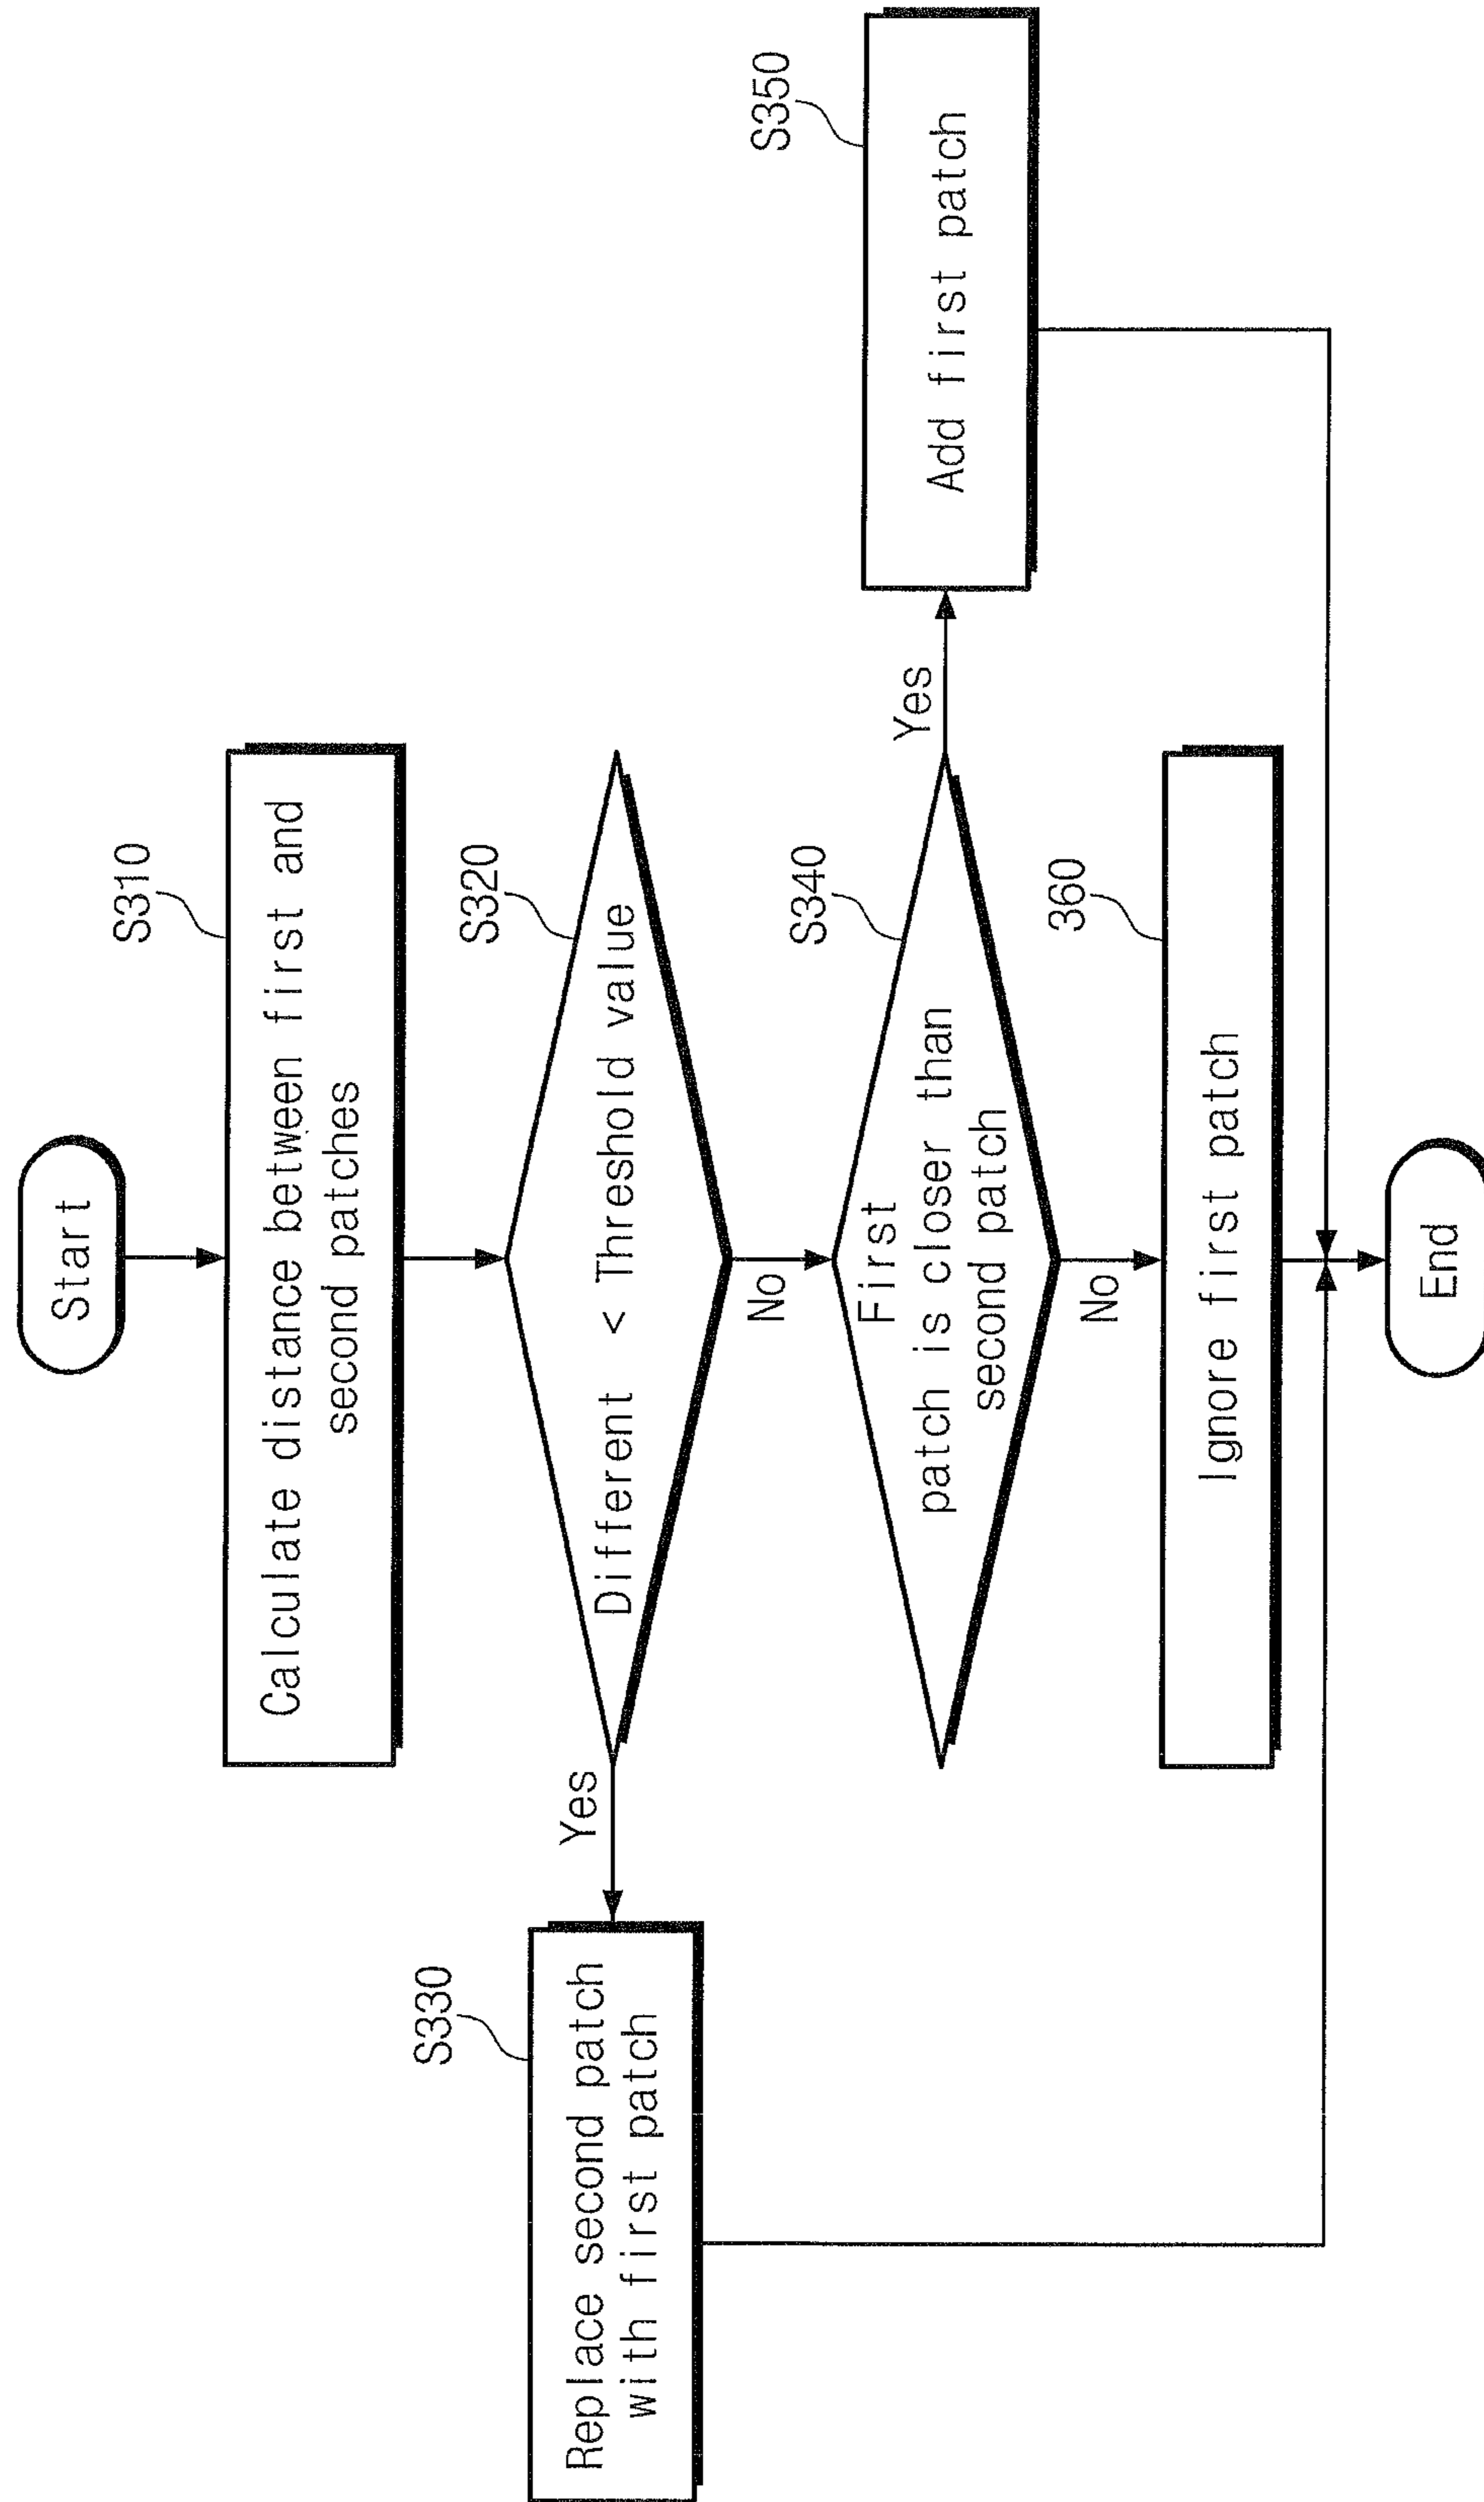 Start
S310
Calculate distance between first and
second patches
S320
Different < Threshold value
Yes
No
S330
Replace second patch
with first patch
S340
First
patch is closer than
second patch
Yes
No
S350
Add first patch
360
Ignore first patch
End